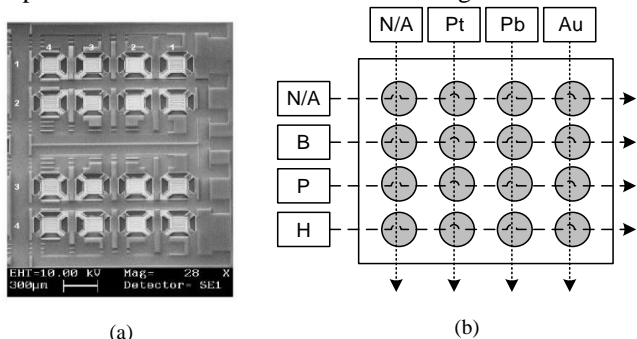 N/A Pt Pb Au
4 3 2 1
1
2
3
4
EHT=10.00 kV Mag= 28 X
300µm Detector= SE1
N/A
B
P
H
(a)
(b)